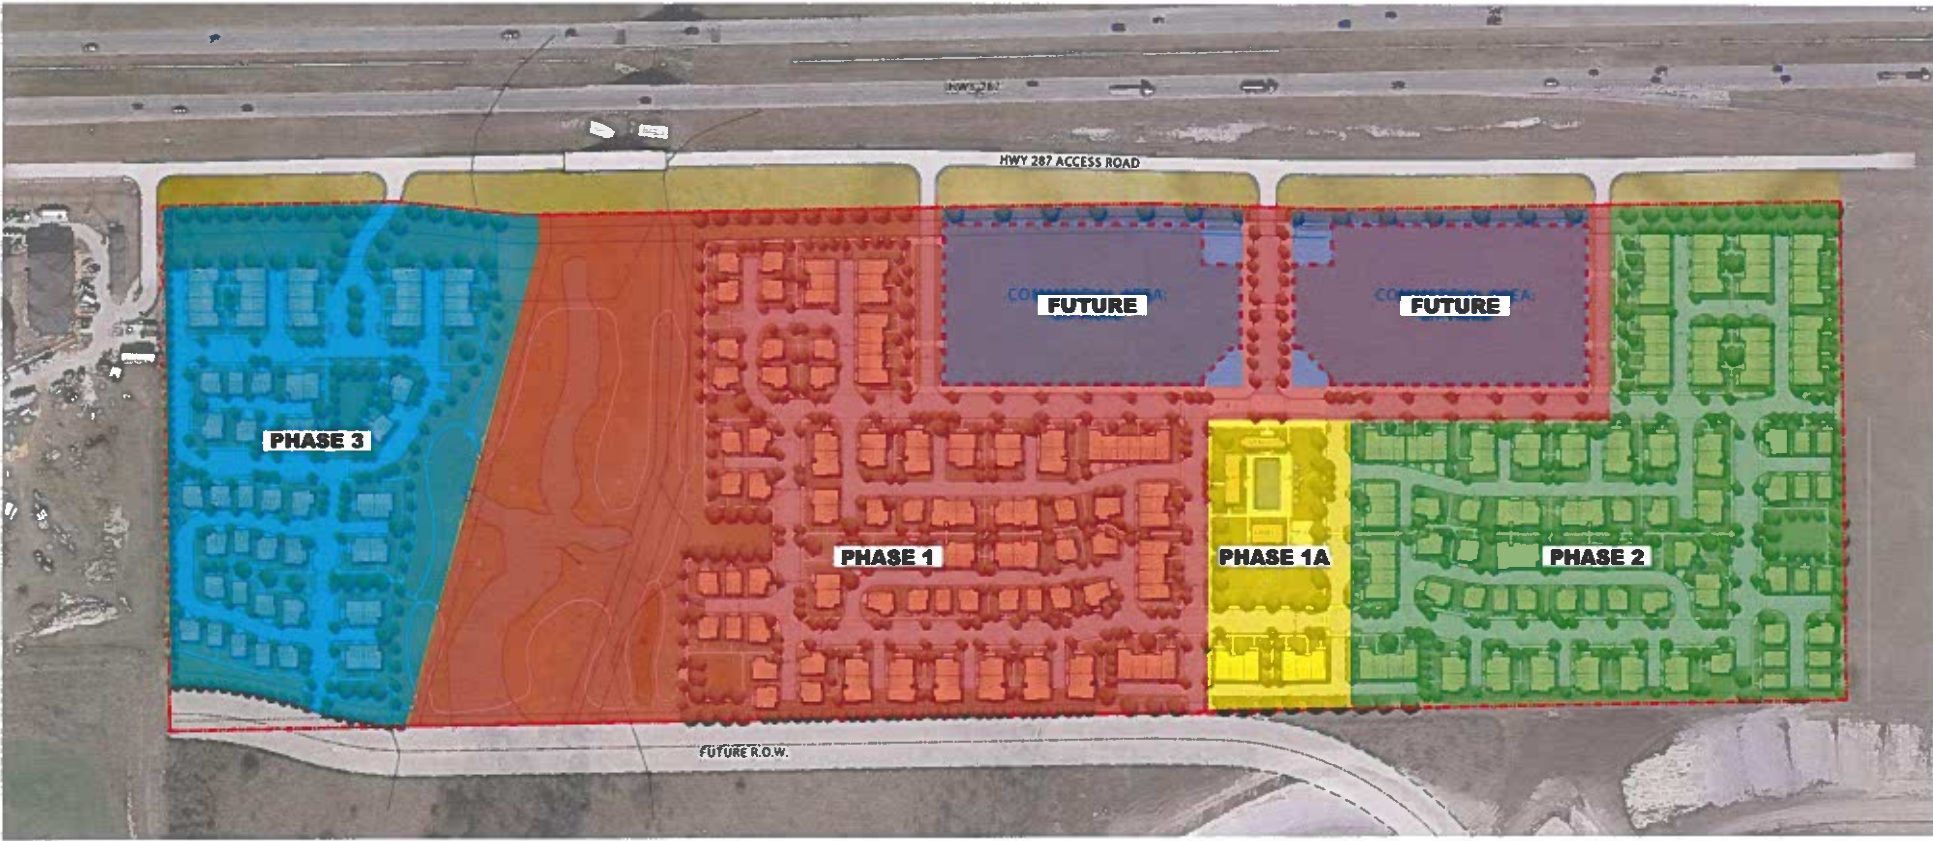 HWY 287
HWY 287 ACCESS ROAD
FUTURE
FUTURE
PHASE 3
PHASE 1
PHASE 1A
PHASE 2
FUTURE R.O.W.